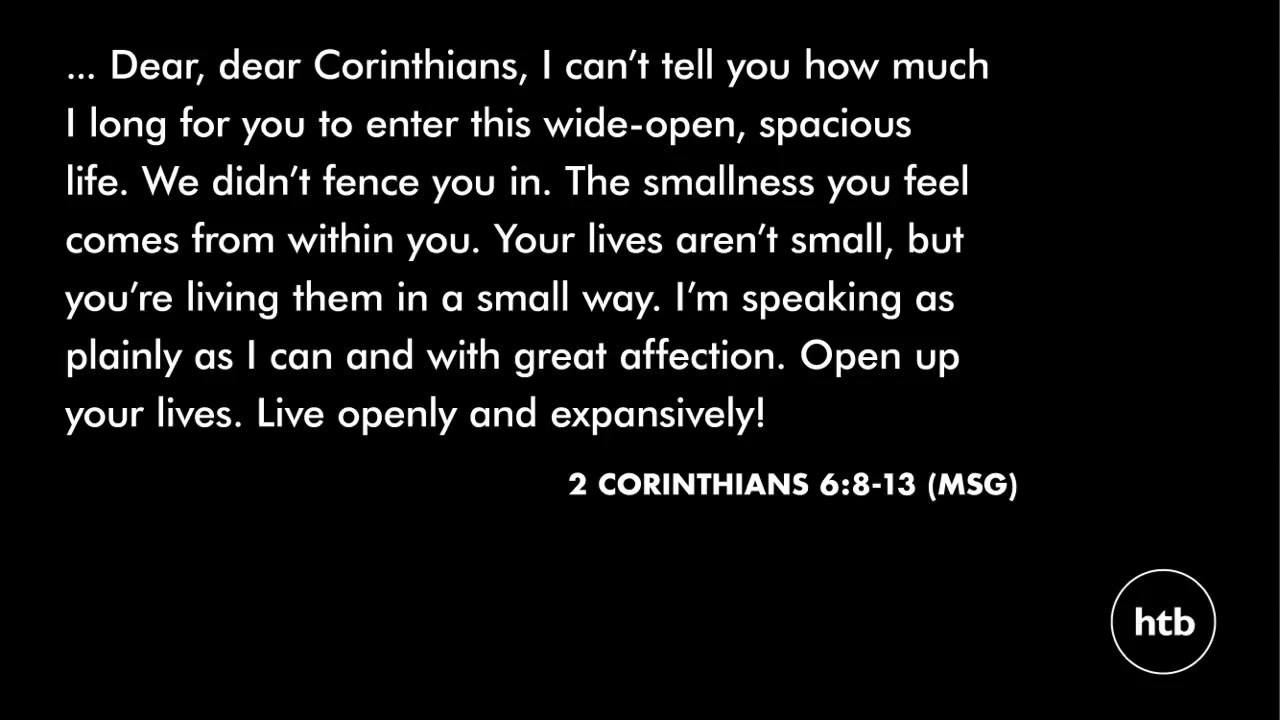 ... Dear, dear Corinthians, I can’t tell you how much
I long for you to enter this wide-open, spacious
life. We didn’t fence you in. The smallness you feel
comes from within you. Your lives aren’t small, but
you’re living them in a small way. I’m speaking as
plainly as I can and with great affection. Open up
your lives. Live openly and expansively!
2 CORINTHIANS 6:8-13 (MSG)
htb